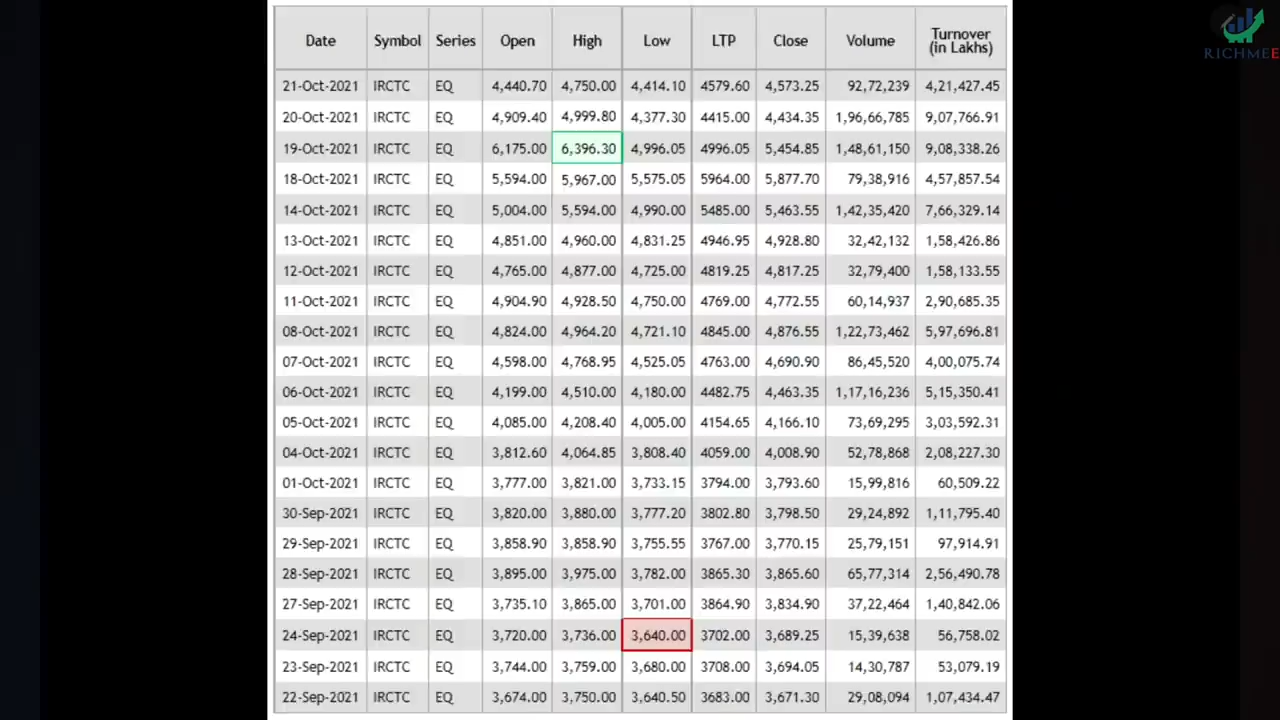 RICHMEE
Date Symbol Series Open High Low LTP Close Volume Turnover (in Lakhs)
21-Oct-2021 IRCTC EQ 4,440.70 4,750.00 4,414.10 4579.60 4,573.25 92,72,239 4,21,427.45
20-Oct-2021 IRCTC EQ 4,909.40 4,999.80 4,377.30 4415.00 4,434.35 1,96,66,785 9,07,766.91
19-Oct-2021 IRCTC EQ 6,175.00 6,396.30 4,996.05 4996.05 5,454.85 1,48,61,150 9,08,338.26
18-Oct-2021 IRCTC EQ 5,594.00 5,967.00 5,575.05 5964.00 5,877.70 79,38,916 4,57,857.54
14-Oct-2021 IRCTC EQ 5,004.00 5,594.00 4,990.00 5485.00 5,463.55 1,42,35,420 7,66,329.14
13-Oct-2021 IRCTC EQ 4,851.00 4,960.00 4,831.25 4946.95 4,928.80 32,42,132 1,58,426.86
12-Oct-2021 IRCTC EQ 4,765.00 4,877.00 4,725.00 4819.25 4,817.25 32,79,400 1,58,133.55
11-Oct-2021 IRCTC EQ 4,904.90 4,928.50 4,750.00 4769.00 4,772.55 60,14,937 2,90,685.35
08-Oct-2021 IRCTC EQ 4,824.00 4,964.20 4,721.10 4845.00 4,876.55 1,22,73,462 5,97,696.81
07-Oct-2021 IRCTC EQ 4,598.00 4,768.95 4,525.05 4763.00 4,690.90 86,45,520 4,00,075.74
06-Oct-2021 IRCTC EQ 4,199.00 4,510.00 4,180.00 4482.75 4,463.35 1,17,16,236 5,15,350.41
05-Oct-2021 IRCTC EQ 4,085.00 4,208.40 4,005.00 4154.65 4,166.10 73,69,295 3,03,592.31
04-Oct-2021 IRCTC EQ 3,812.60 4,064.85 3,808.40 4059.00 4,008.90 52,78,868 2,08,227.30
01-Oct-2021 IRCTC EQ 3,777.00 3,821.00 3,733.15 3794.00 3,793.60 15,99,816 60,509.22
30-Sep-2021 IRCTC EQ 3,820.00 3,880.00 3,777.20 3802.80 3,798.50 29,24,892 1,11,795.40
29-Sep-2021 IRCTC EQ 3,858.90 3,858.90 3,755.55 3767.00 3,770.15 25,79,151 97,914.91
28-Sep-2021 IRCTC EQ 3,895.00 3,975.00 3,782.00 3865.30 3,865.60 65,77,314 2,56,490.78
27-Sep-2021 IRCTC EQ 3,735.10 3,865.00 3,701.00 3864.90 3,834.90 37,22,464 1,40,842.06
24-Sep-2021 IRCTC EQ 3,720.00 3,736.00 3,640.00 3702.00 3,689.25 15,39,638 56,758.02
23-Sep-2021 IRCTC EQ 3,744.00 3,759.00 3,680.00 3708.00 3,694.05 14,30,787 53,079.19
22-Sep-2021 IRCTC EQ 3,674.00 3,750.00 3,640.50 3683.00 3,671.30 29,08,094 1,07,434.47